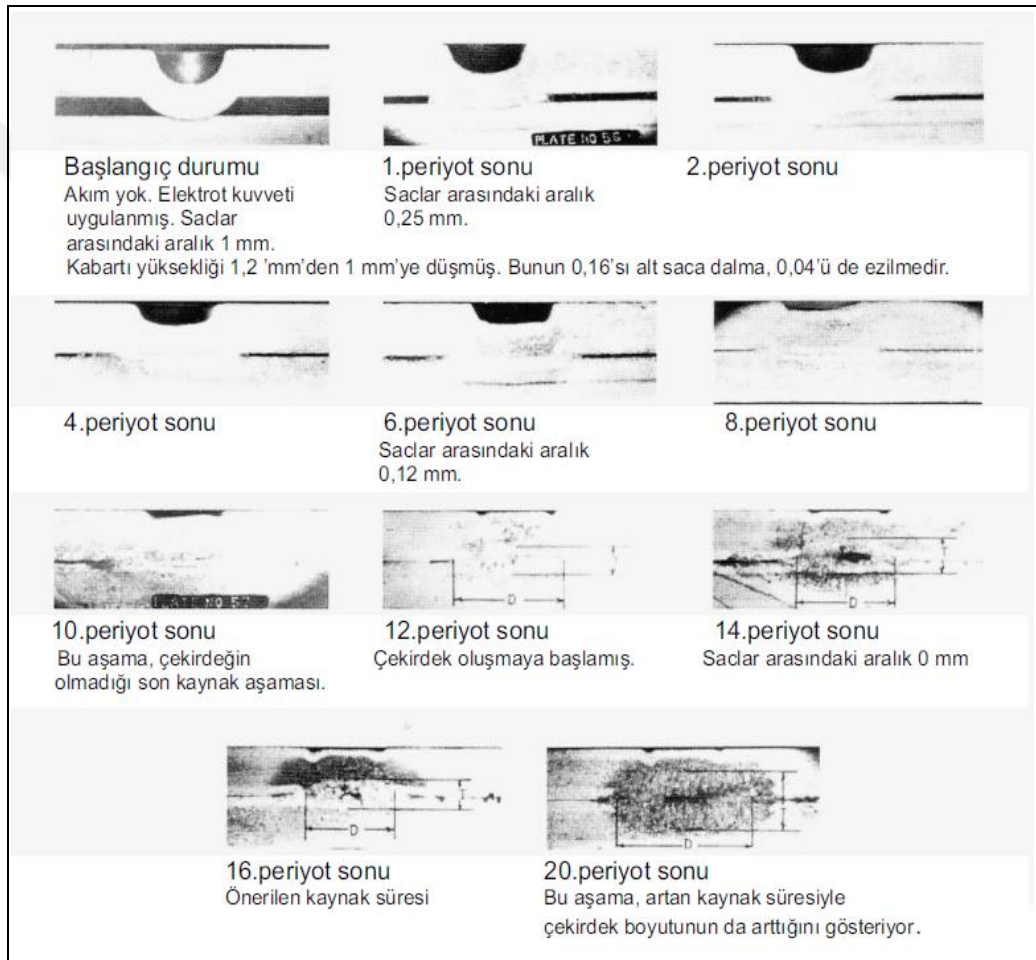 PLATE NO 56
Başlangıç durumu
Akım yok. Elektrot kuvveti
uygulanmış. Saclar
arasındaki aralık 1 mm.
Kabartı yüksekliği 1,2 'mm'den 1 mm'ye düşmüş. Bunun 0,16'sı alt saca dalma, 0,04'ü de ezilmedir.
1.periyot sonu
Saclar arasındaki aralık
0,25 mm.
2.periyot sonu
4.periyot sonu
6.periyot sonu
Saclar arasındaki aralık
0,12 mm.
8.periyot sonu
PLATE NO 57
10.periyot sonu
Bu aşama, çekirdeğin
olmadığı son kaynak aşaması.
D
12.periyot sonu
Çekirdek oluşmaya başlamış.
T
D
14.periyot sonu
Saclar arasındaki aralık 0 mm
T
D
16.periyot sonu
Önerilen kaynak süresi
D
20.periyot sonu
Bu aşama, artan kaynak süresiyle
çekirdek boyutunun da arttığını gösteriyor.